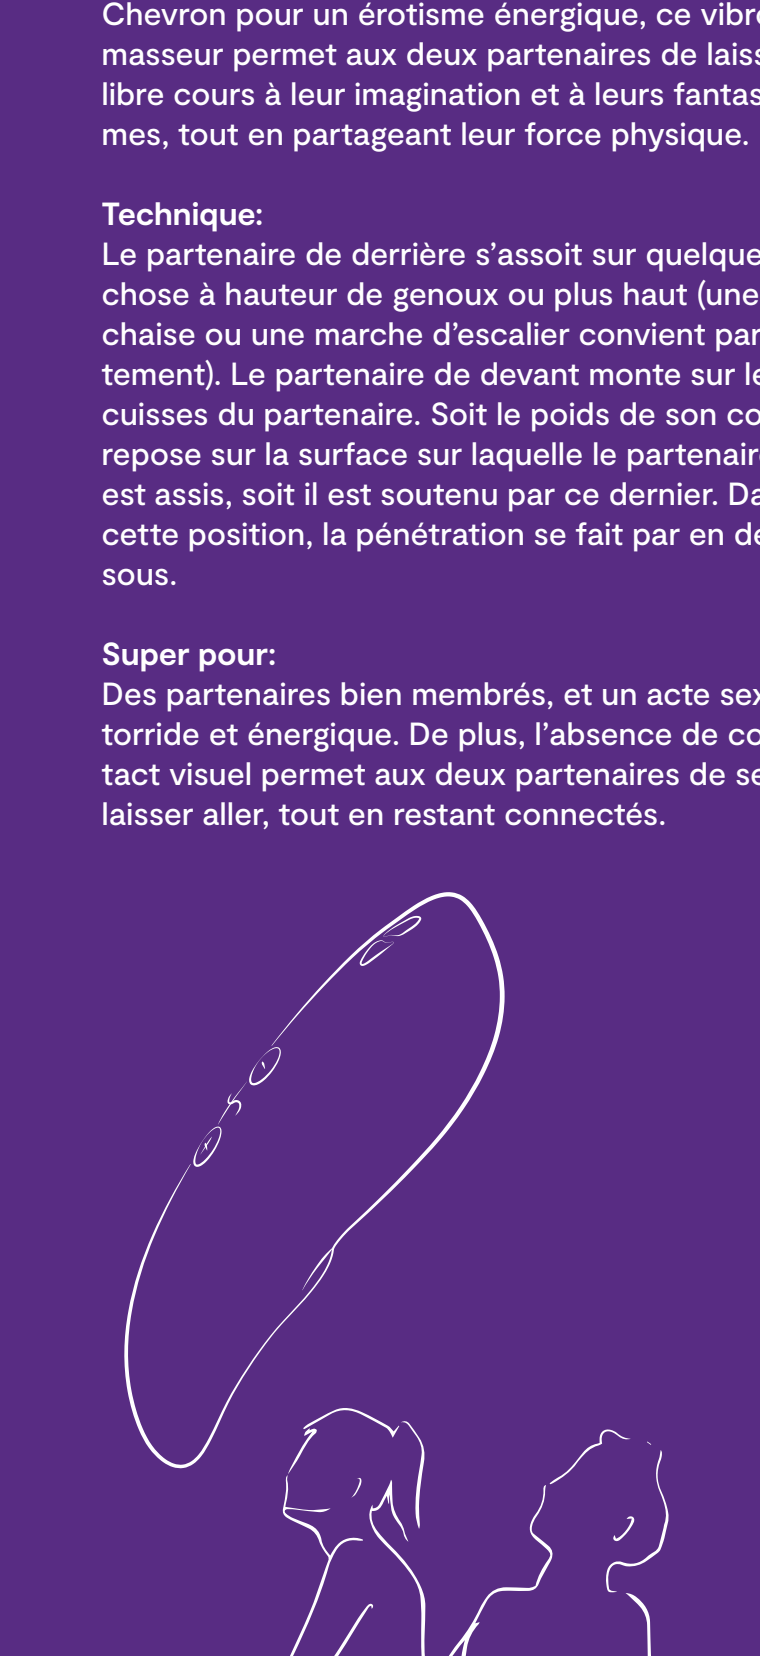 Chevron pour un érotisme énergique, ce vibro
masseur permet aux deux partenaires de laiss
libre cours à leur imagination et à leurs fantas
mes, tout en partageant leur force physique.
Technique:
Le partenaire de derrière s’assoit sur quelque
chose à hauteur de genoux ou plus haut (une
chaise ou une marche d’escalier convient par
tement). Le partenaire de devant monte sur le
cuisses du partenaire. Soit le poids de son co
repose sur la surface sur laquelle le partenaire
est assis, soit il est soutenu par ce dernier. Da
cette position, la pénétration se fait par en de
sous.
Super pour:
Des partenaires bien membrés, et un acte sex
torride et énergique. De plus, l’absence de co
tact visuel permet aux deux partenaires de se
laisser aller, tout en restant connectés.